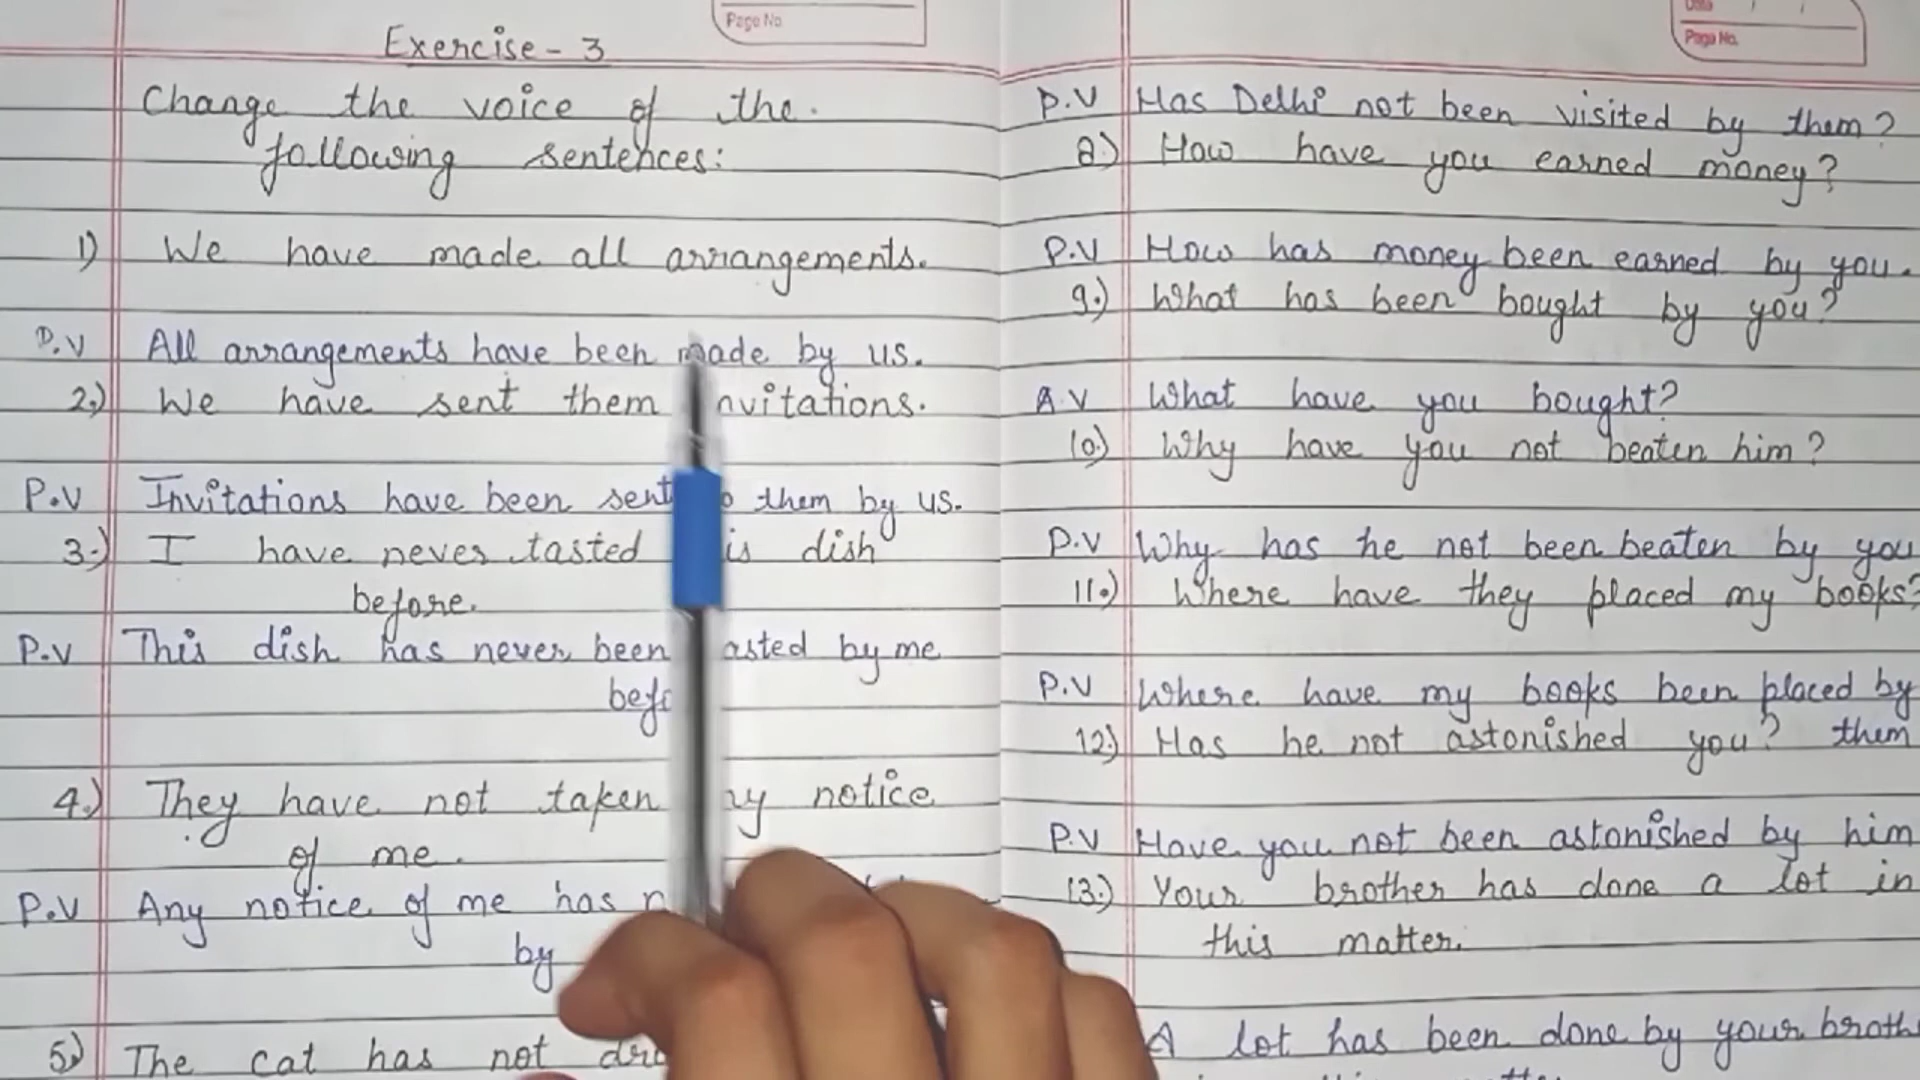 Page No
Exercise - 3
Change the voice of the.
following sentences:
1) We have made all arrangements.
P.V All arrangements have been made by us.
2.) We have sent them invitations.
P.V Invitations have been sent to them by us.
3.) I have never tasted is dish
before.
P.V This dish has never been tasted by me
befo
4.) They have not taken ny notice
of me.
P.V Any notice of me has n
by
5.) The cat has not dr
Date
Page No.
P.V Has Delhi not been visited by them?
8.) How have you earned money?
P.V How has money been earned by you.
9.) What has been bought by you?
A.V What have you bought?
10.) Why have you not beaten him?
P.V Why has he not been beaten by you
11.) Where have they placed my books?
P.V Where have my books been placed by
them
12.) Has he not astonished you?
P.V Have you not been astonished by him
13.) Your brother has done a lot in
this matter.
A lot has been done by your broth